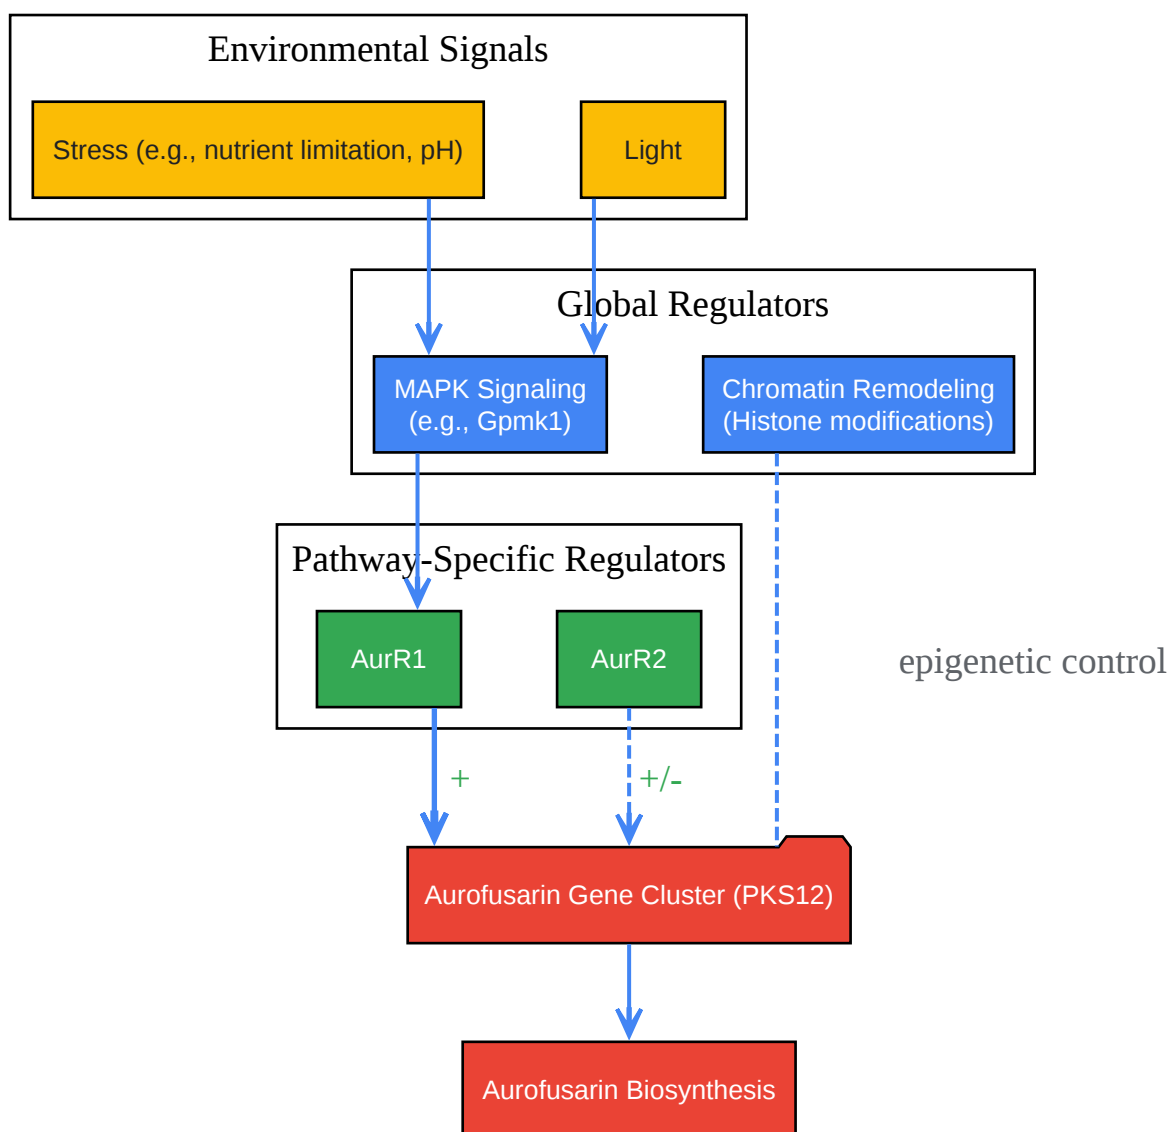 Environmental Signals
Stress (e.g., nutrient limitation, pH)
Light
Global Regulators
MAPK Signaling
(e.g., Gpmk1)
Chromatin Remodeling
(Histone modifications)
Pathway-Specific Regulators
AurR1
AurR2
epigenetic control
+
+/-
Aurofusarin Gene Cluster (PKS12)
Aurofusarin Biosynthesis